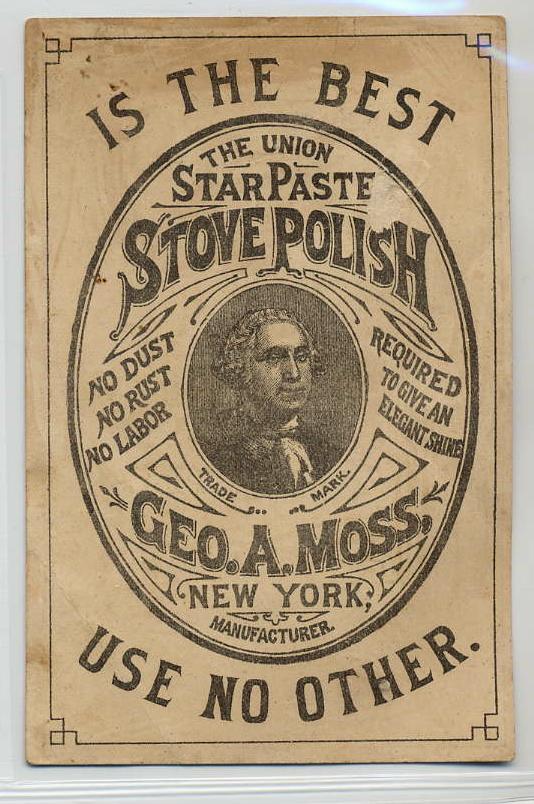 IS THE BEST
THE UNION
STAR PASTE
STOVE POLISH
NO DUST
NO RUST
NO LABOR
REQUIRED
TO GIVE AN
ELEGANT SHINE
TRADE MARK.
GEO. A. MOSS.
NEW YORK,
MANUFACTURER.
USE NO OTHER.